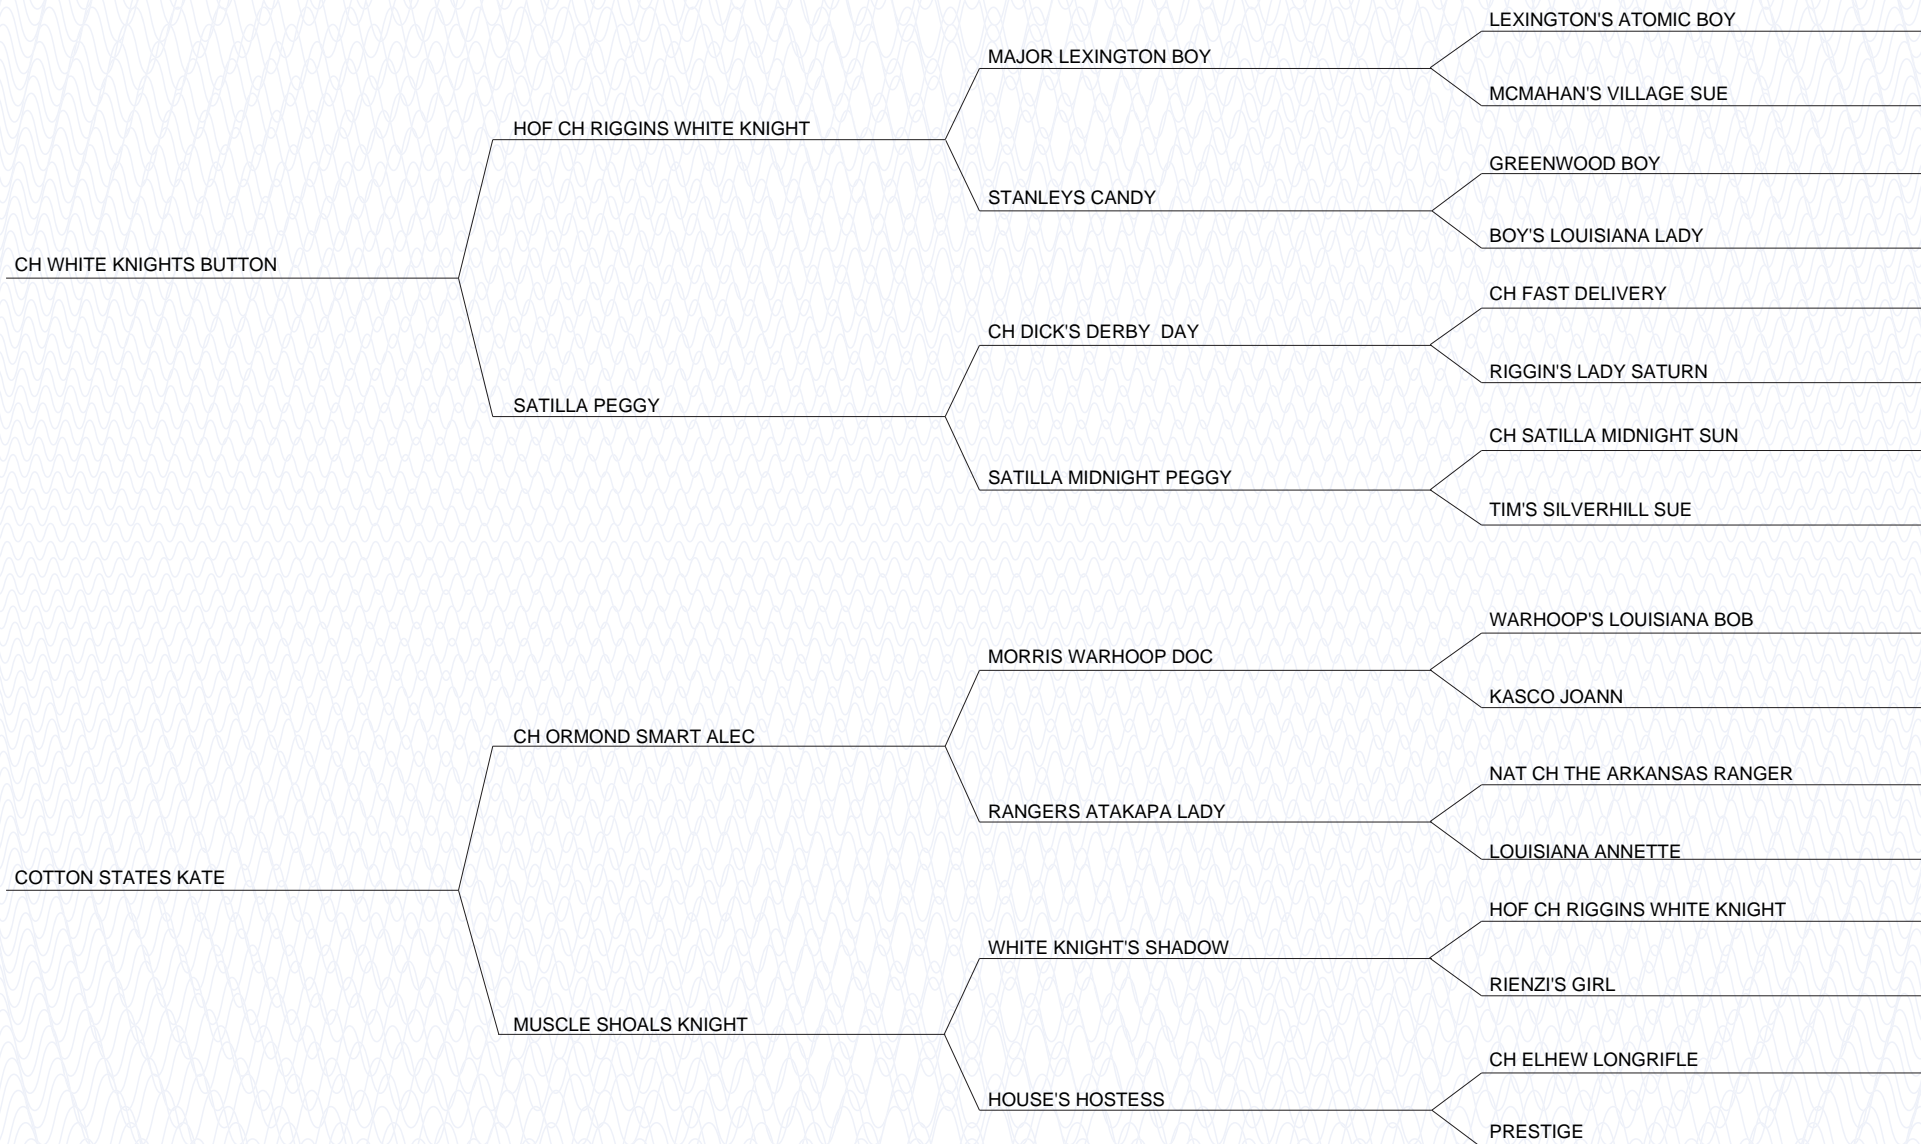 LEXINGTON'S ATOMIC BOY
MAJOR LEXINGTON BOY
MCMAHAN'S VILLAGE SUE
HOF CH RIGGINS WHITE KNIGHT
GREENWOOD BOY
STANLEYS CANDY
BOY'S LOUISIANA LADY
CH WHITE KNIGHTS BUTTON
CH FAST DELIVERY
CH DICK'S DERBY  DAY
RIGGIN'S LADY SATURN
SATILLA PEGGY
CH SATILLA MIDNIGHT SUN
SATILLA MIDNIGHT PEGGY
TIM'S SILVERHILL SUE
WARHOOP'S LOUISIANA BOB
MORRIS WARHOOP DOC
KASCO JOANN
CH ORMOND SMART ALEC
NAT CH THE ARKANSAS RANGER
RANGERS ATAKAPA LADY
LOUISIANA ANNETTE
COTTON STATES KATE
HOF CH RIGGINS WHITE KNIGHT
WHITE KNIGHT'S SHADOW
RIENZI'S GIRL
MUSCLE SHOALS KNIGHT
CH ELHEW LONGRIFLE
HOUSE'S HOSTESS
PRESTIGE